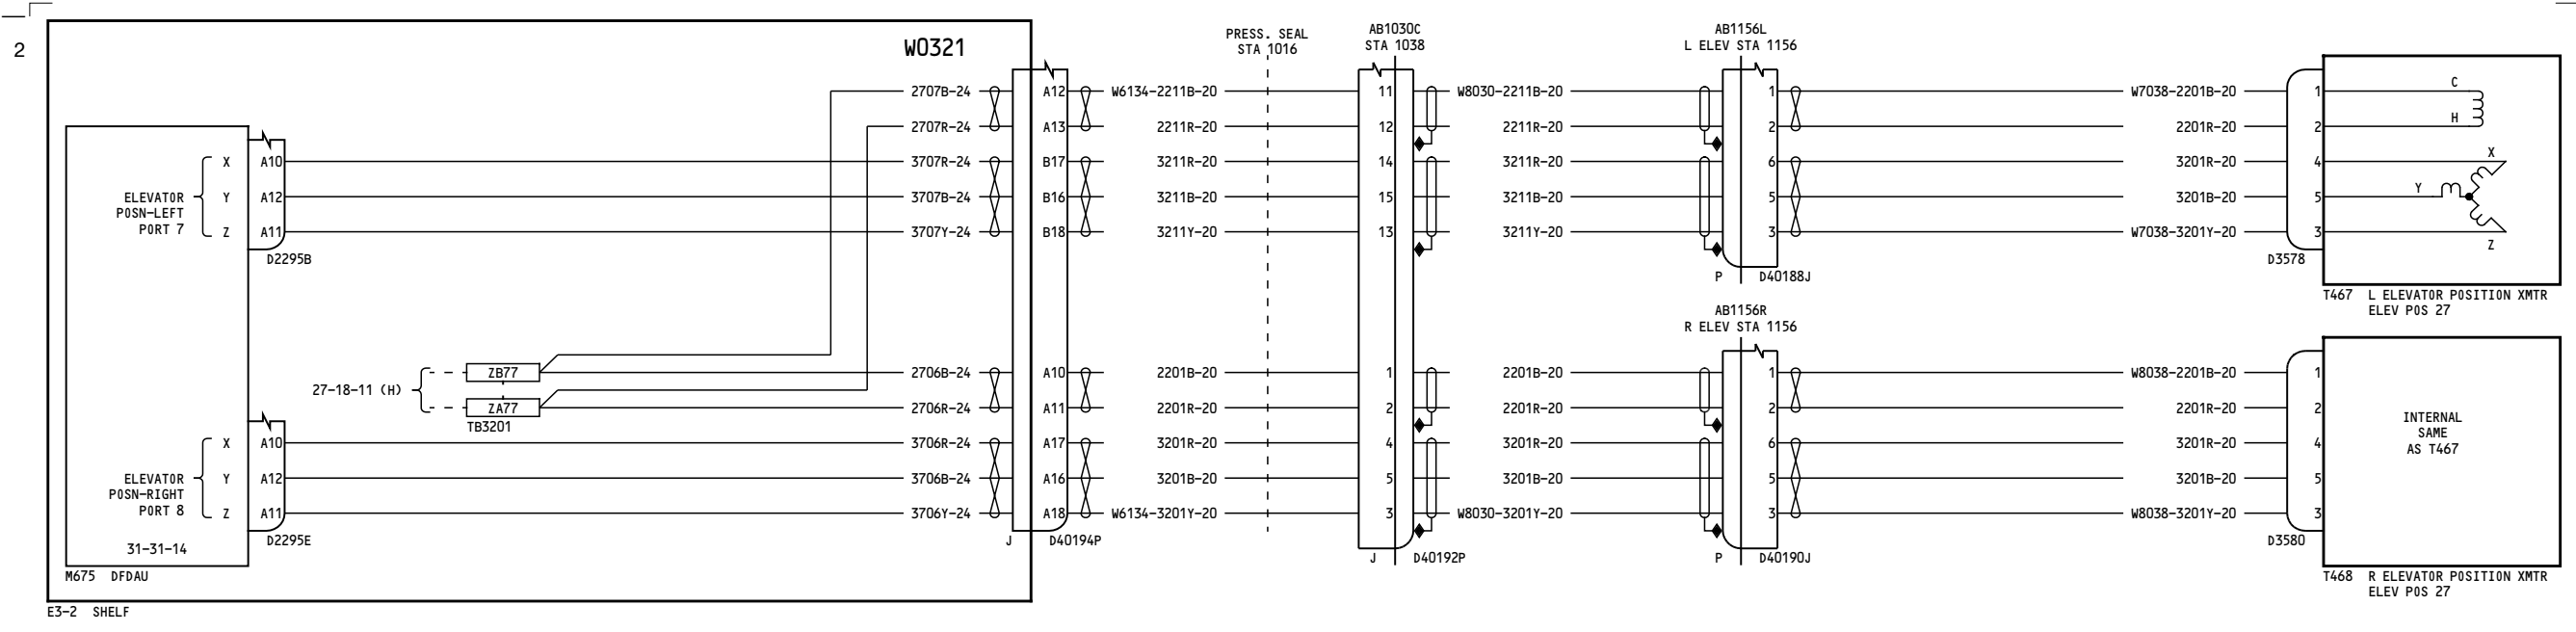 2
W0321
PRESS. SEAL
STA 1016
AB1030C
STA 1038
AB1156L
L ELEV STA 1156
2707B-24 A12 W6134-2211B-20 11 W8030-2211B-20 1 W7038-2201B-20 1 C
2707R-24 A13 2211R-20 12 2211R-20 2 2201R-20 2 H
X A10 3707R-24 B17 3211R-20 14 3211R-20 6 3201R-20 4 X
ELEVATOR
POSN-LEFT
PORT 7
Y A12 3707B-24 B16 3211B-20 15 3211B-20 5 3201B-20 5 Y
Z A11 3707Y-24 B18 3211Y-20 13 3211Y-20 3 W7038-3201Y-20 3 Z
D2295B
P D40188J
D3578
T467 L ELEVATOR POSITION XMTR
ELEV POS 27
AB1156R
R ELEV STA 1156
27-18-11 (H)
ZB77 2706B-24 A10 2201B-20 1 2201B-20 1 W8038-2201B-20 1
ZA77 2706R-24 A11 2201R-20 2 2201R-20 2 2201R-20 2
TB3201
X A10 3706R-24 A17 3201R-20 4 3201R-20 6 3201R-20 4
ELEVATOR
POSN-RIGHT
PORT 8
Y A12 3706B-24 A16 3201B-20 5 3201B-20 5 3201B-20 5
Z A11 3706Y-24 A18 W6134-3201Y-20 3 W8030-3201Y-20 3 W8038-3201Y-20 3
INTERNAL
SAME
AS T467
D2295E
J D40194P
J D40192P
P D40190J
D3580
31-31-14
M675 DFDAU
T468 R ELEVATOR POSITION XMTR
ELEV POS 27
E3-2 SHELF